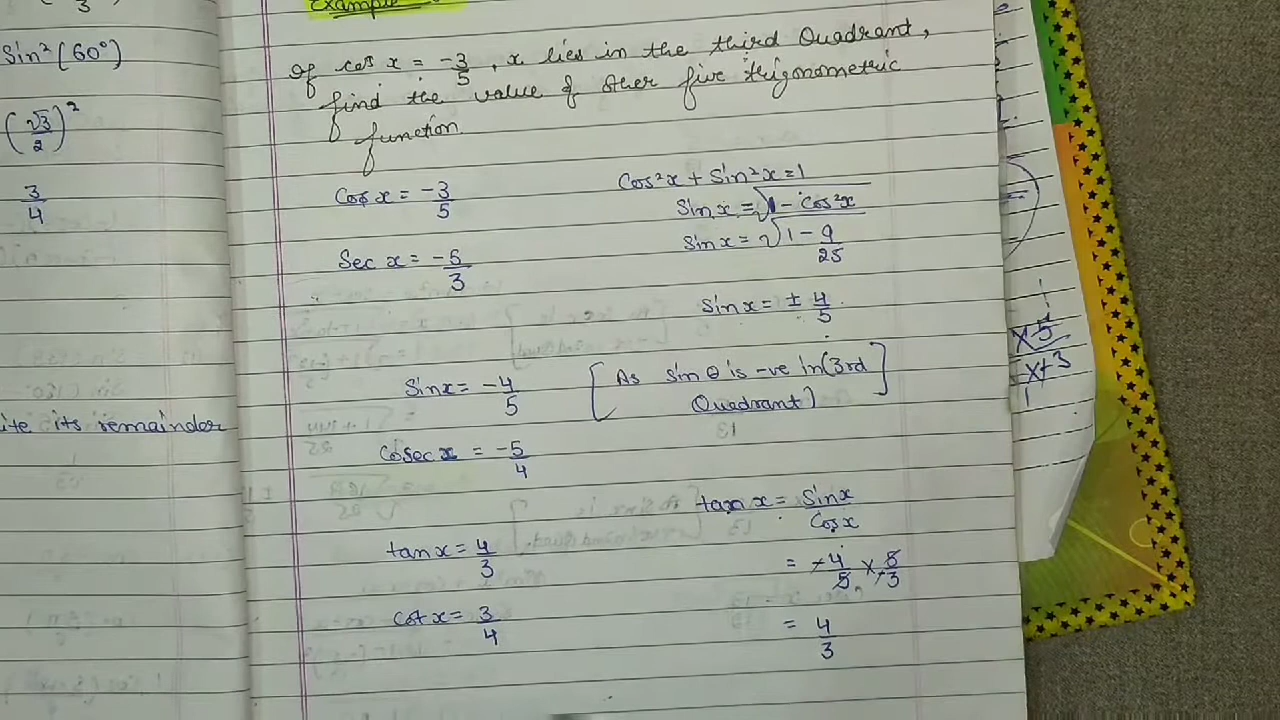 3
Sin²(60°)
(√3/2)²
3/4
ite its remainder
Example
If cos x = -3/5, x lies in the third Quadrant,
find the value of other five trigonometric
function.
Cos x = -3/5
Cos²x + Sin²x = 1
Sin x = √1 - Cos²x
Sin x = √1 - 9/25
Sec x = -5/3
Sin x = ± 4/5
Sin x = -4/5 [As Sin θ is -ve in (3rd
Quadrant)]
Cosec x = -5/4
tan x = Sin x/Cos x
tan x = 4/3
= -4/5 × 5/-3
Cot x = 3/4
= 4/3